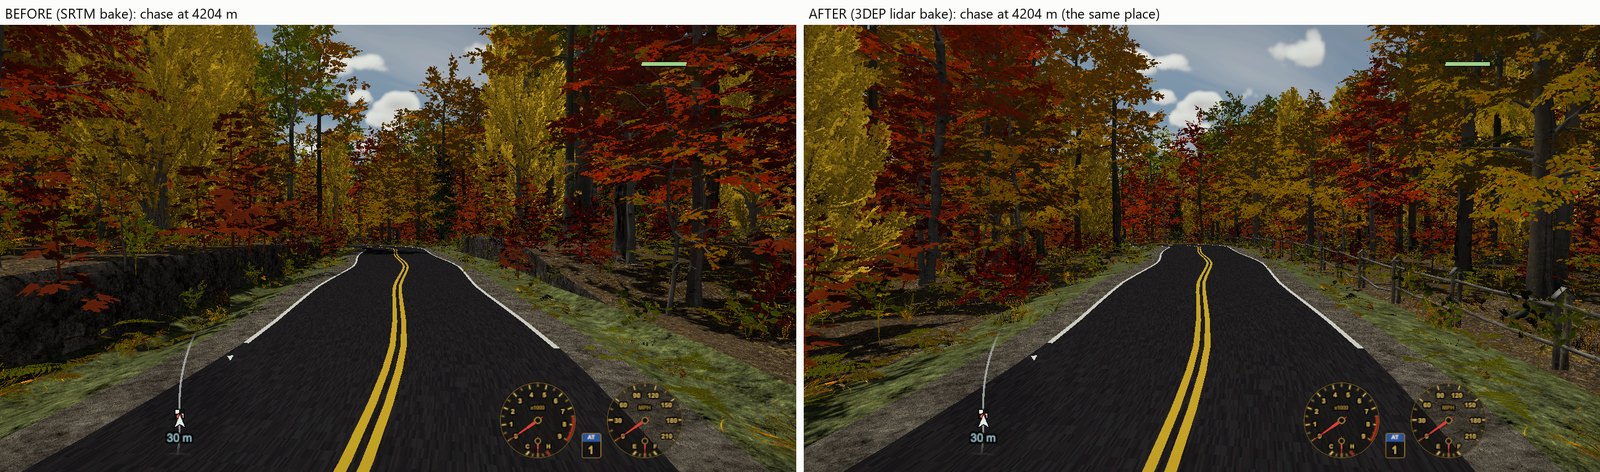 BEFORE (SRTM bake): chase at 4204 m
AFTER (3DEP lidar bake): chase at 4204 m (the same place)
30 m
AT
1
MPH
30 m
AT
1
MPH